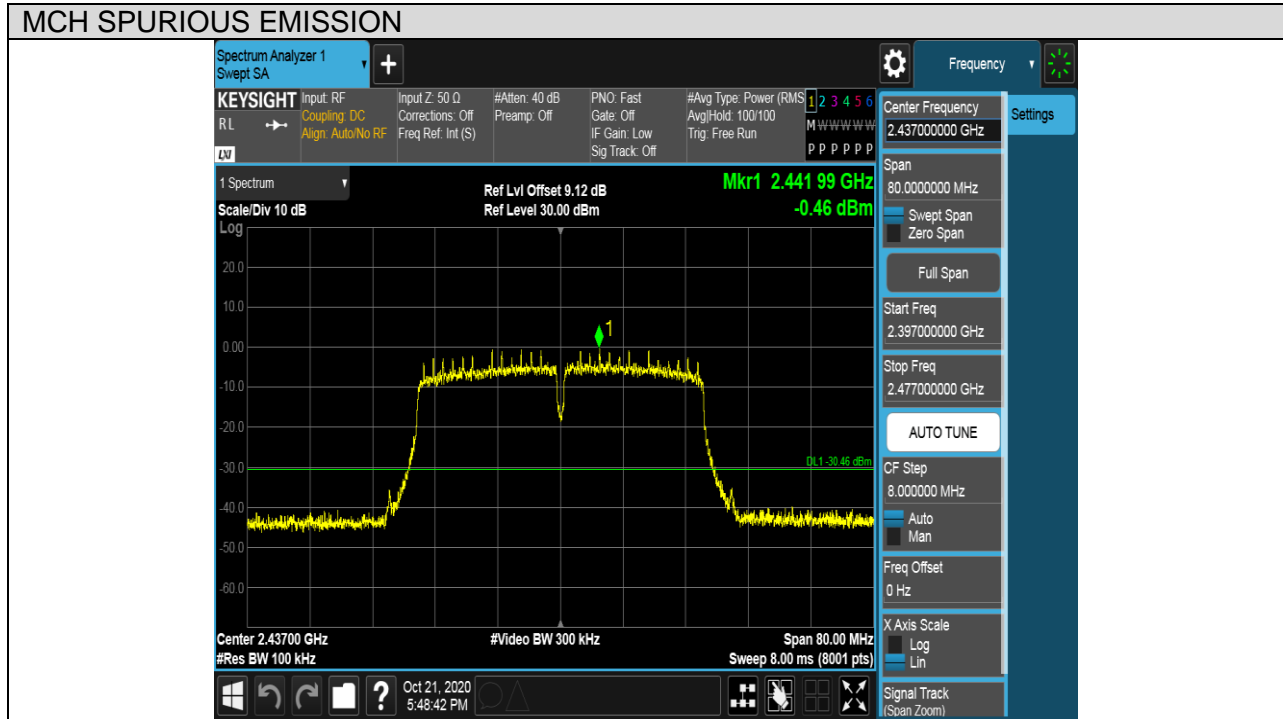 MCH SPURIOUS EMISSION
Spectrum Analyzer 1
Swept SA
+
Frequency
KEYSIGHT
RL
LXI
Input: RF
Coupling: DC
Align: Auto/No RF
Input Z: 50 Ω
Corrections: Off
Freq Ref: Int (S)
#Atten: 40 dB
Preamp: Off
PNO: Fast
Gate: Off
IF Gain: Low
Sig Track: Off
#Avg Type: Power (RMS
Avg|Hold: 100/100
Trig: Free Run
1 2 3 4 5 6
M W W W W W
P P P P P P
1 Spectrum
Scale/Div 10 dB
Ref Lvl Offset 9.12 dB
Ref Level 30.00 dBm
Mkr1 2.441 99 GHz
-0.46 dBm
Log
20.0
10.0
0.00
-10.0
-20.0
-30.0
-40.0
-50.0
-60.0
1
DL1 -30.46 dBm
Center 2.43700 GHz
#Res BW 100 kHz
#Video BW 300 kHz
Span 80.00 MHz
Sweep 8.00 ms (8001 pts)
Center Frequency
2.437000000 GHz
Settings
Span
80.0000000 MHz
Swept Span
Zero Span
Full Span
Start Freq
2.397000000 GHz
Stop Freq
2.477000000 GHz
AUTO TUNE
CF Step
8.000000 MHz
Auto
Man
Freq Offset
0 Hz
X Axis Scale
Log
Lin
Signal Track
(Span Zoom)
?
Oct 21, 2020
5:48:42 PM